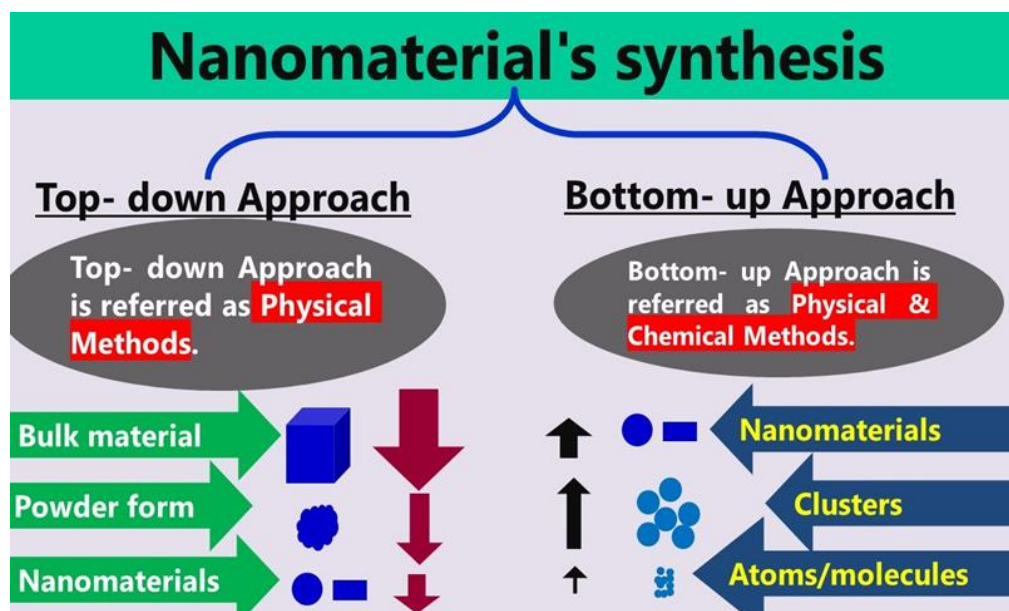 Nanomaterial's synthesis
Top- down Approach
Top- down Approach
is referred as Physical
Methods.
Bulk material
Powder form
Nanomaterials
Bottom- up Approach
Bottom- up Approach is
referred as Physical &
Chemical Methods.
Nanomaterials
Clusters
Atoms/molecules